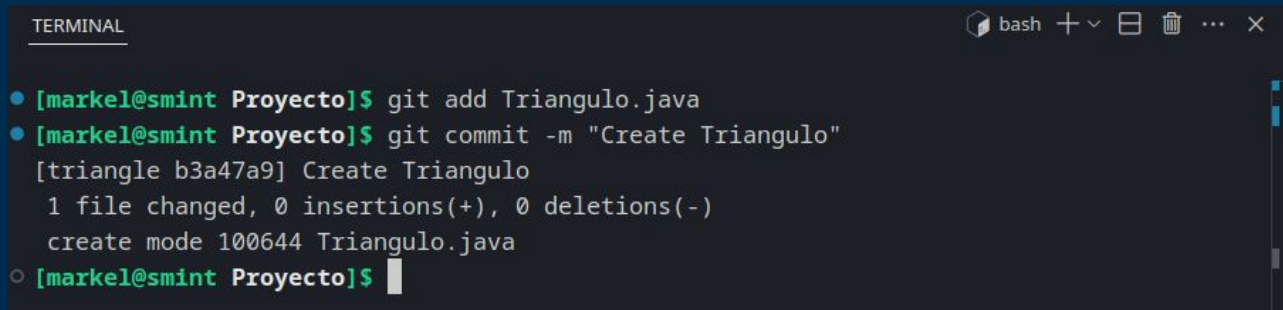 TERMINAL
bash
[markel@smint Proyecto]$ git add Triangulo.java
[markel@smint Proyecto]$ git commit -m "Create Triangulo"
[triangle b3a47a9] Create Triangulo
1 file changed, 0 insertions(+), 0 deletions(-)
create mode 100644 Triangulo.java
[markel@smint Proyecto]$